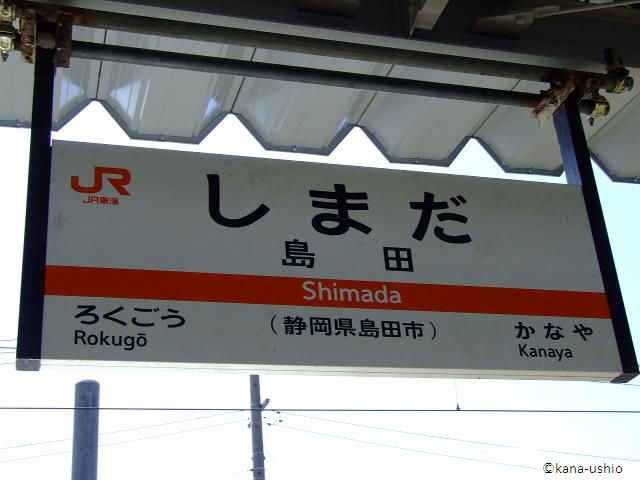 JR
JR東海
しまだ
島田
Shimada
ろくごう
Rokugō
（静岡県島田市）
かなや
Kanaya
©kana-ushio